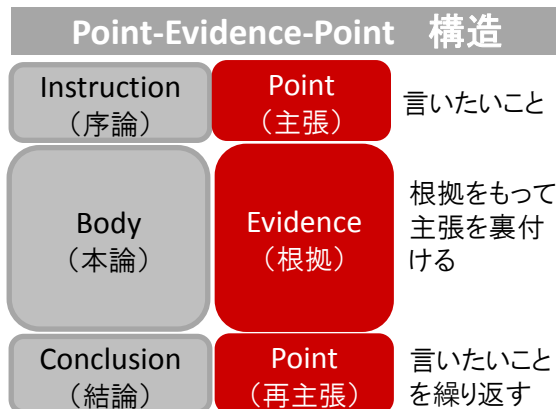 Point-Evidence-Point 構造
Instruction
（序論）
Point
（主張）
言いたいこと
Body
（本論）
Evidence
（根拠）
根拠をもって
主張を裏付
ける
Conclusion
（結論）
Point
（再主張）
言いたいこと
を繰り返す